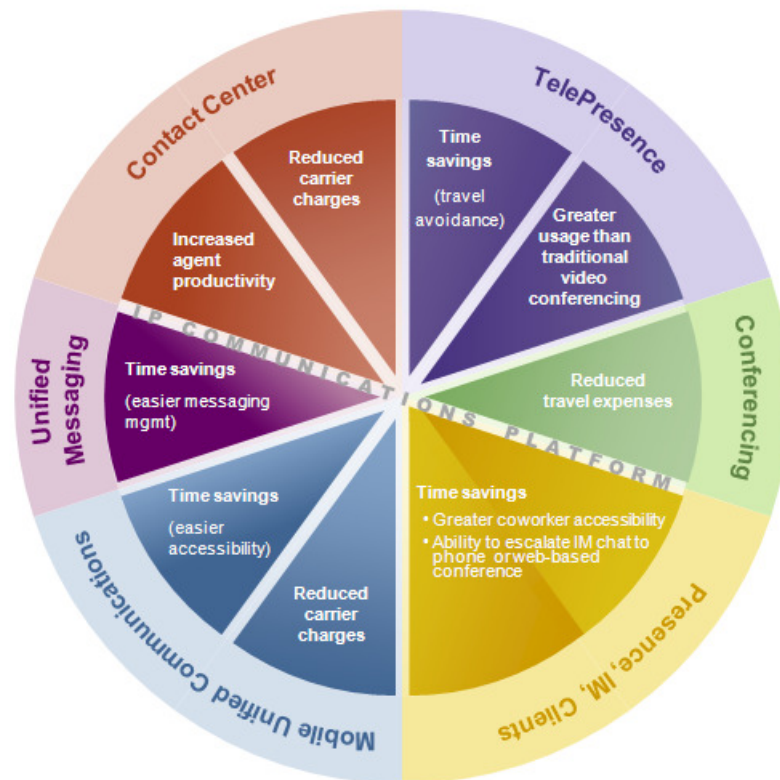 Contact Center
Reduced
carrier
charges
Increased
agent
productivity
TelePresence
Time
savings
(travel
avoidance)
Greater
usage than
traditional
video
conferencing
Conferencing
Reduced
travel expenses
Presence, IM, Clients
Time savings
• Greater coworker accessibility
• Ability to escalate IM chat to
phone or web-based
conference
Mobile Unified Communications
Reduced
carrier
charges
Time savings
(easier
accessibility)
Unified
Messaging
Time savings
(easier messaging
mgmt)
IP COMMUNICATIONS PLATFORM